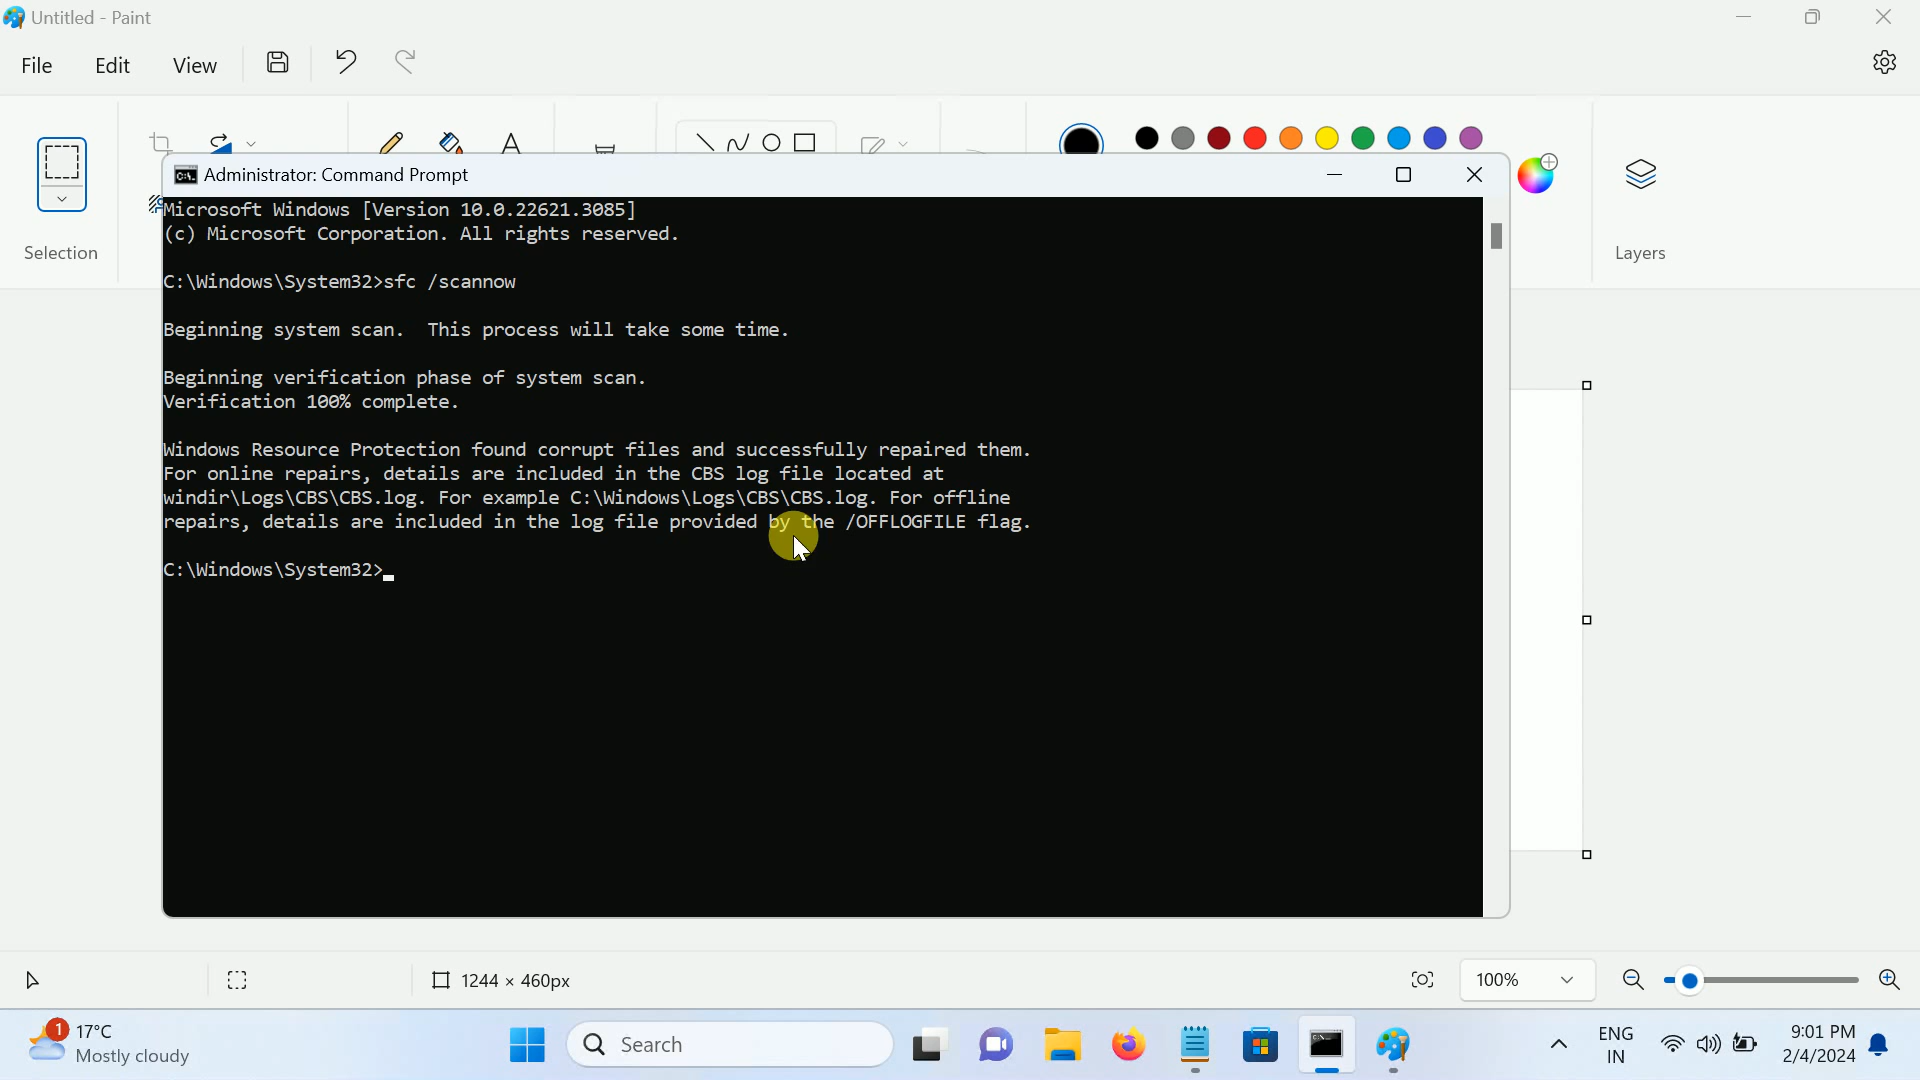 Untitled - Paint
File Edit View
Administrator: Command Prompt
Selection
Layers
Microsoft Windows [Version 10.0.22621.3085]
(c) Microsoft Corporation. All rights reserved.
C:\Windows\System32>sfc /scannow
Beginning system scan.  This process will take some time.
Beginning verification phase of system scan.
Verification 100% complete.
Windows Resource Protection found corrupt files and successfully repaired them.
For online repairs, details are included in the CBS log file located at
windir\Logs\CBS\CBS.log. For example C:\Windows\Logs\CBS\CBS.log. For offline
repairs, details are included in the log file provided by the /OFFLOGFILE flag.
C:\Windows\System32>
1244 × 460px
100%
1
17°C
Mostly cloudy
Search
ENG
IN
9:01 PM
2/4/2024